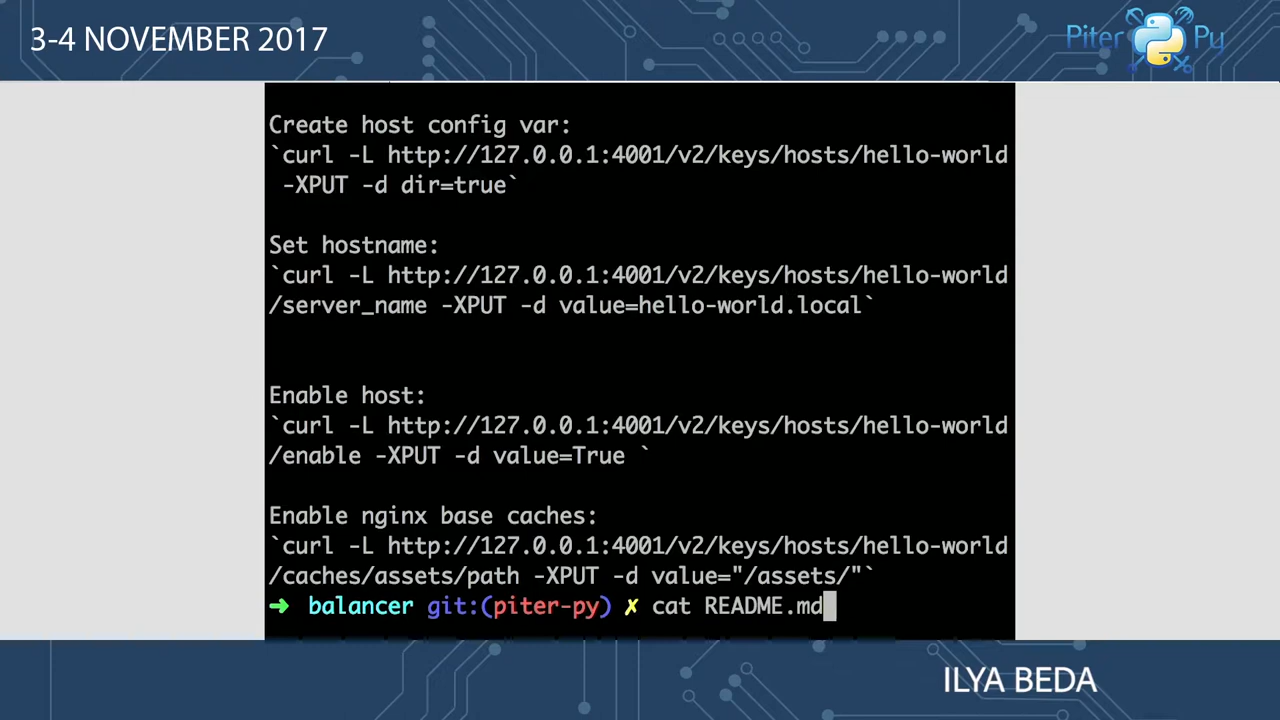 3-4 NOVEMBER 2017
Piter Py
Create host config var:
`curl -L http://127.0.0.1:4001/v2/keys/hosts/hello-world
 -XPUT -d dir=true`
Set hostname:
`curl -L http://127.0.0.1:4001/v2/keys/hosts/hello-world
/server_name -XPUT -d value=hello-world.local`
Enable host:
`curl -L http://127.0.0.1:4001/v2/keys/hosts/hello-world
/enable -XPUT -d value=True `
Enable nginx base caches:
`curl -L http://127.0.0.1:4001/v2/keys/hosts/hello-world
/caches/assets/path -XPUT -d value="/assets/"`
➜ balancer git:(piter-py) ✗ cat README.md
ILYA BEDA